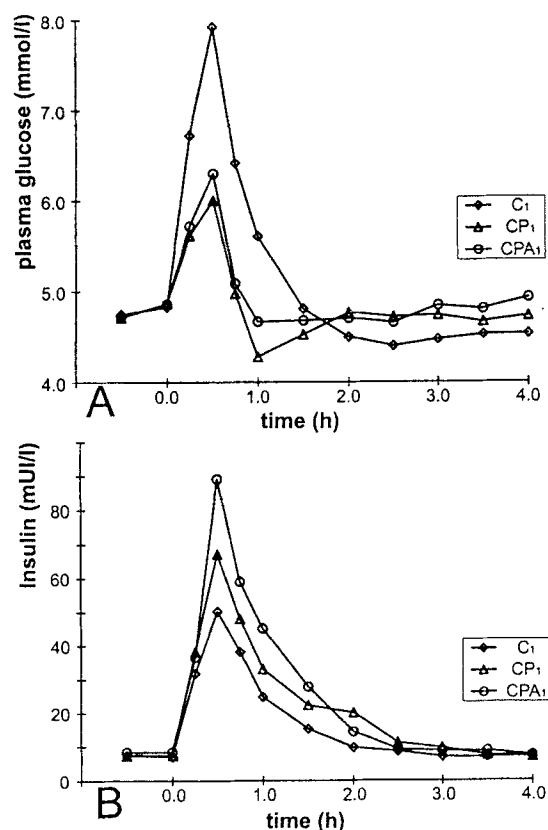 plasma glucose (mmol/l)
8.0
7.0
6.0
5.0
4.0
0.0 1.0 2.0 3.0 4.0
time (h)
C1
CP1
CPA1
A
Insulin (mUI/l)
80
60
40
20
0
0.0 1.0 2.0 3.0 4.0
time (h)
C1
CP1
CPA1
B